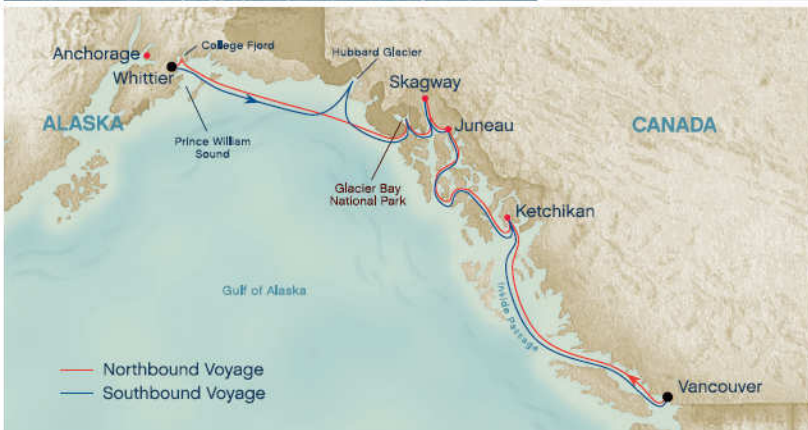 College Fjord
Hubbard Glacier
Anchorage
Whittier
Skagway
ALASKA
Juneau
CANADA
Prince William
Sound
Glacier Bay
National Park
Ketchikan
Gulf of Alaska
Inside Passage
Northbound Voyage
Southbound Voyage
Vancouver